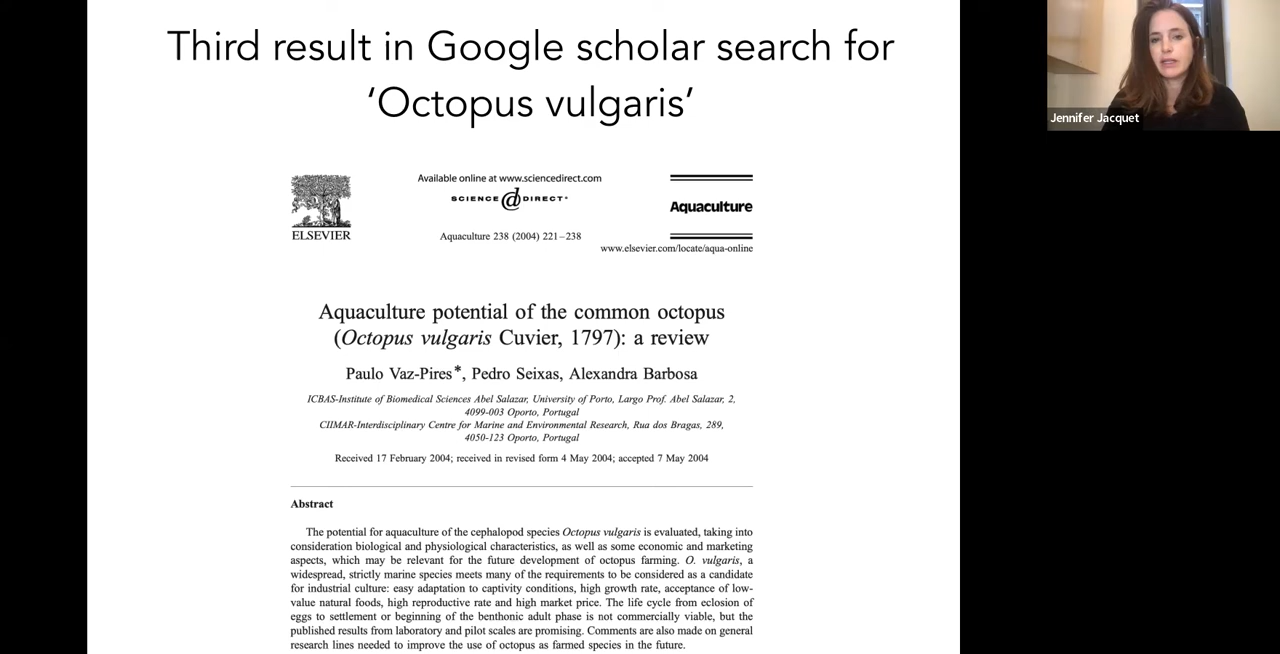 Third result in Google scholar search for
‘Octopus vulgaris’
Jennifer Jacquet
ELSEVIER
Available online at www.sciencedirect.com
SCIENCE @ DIRECT®
Aquaculture 238 (2004) 221–238
Aquaculture
www.elsevier.com/locate/aqua-online
Aquaculture potential of the common octopus
(Octopus vulgaris Cuvier, 1797): a review
Paulo Vaz-Pires*, Pedro Seixas, Alexandra Barbosa
ICBAS-Institute of Biomedical Sciences Abel Salazar, University of Porto, Largo Prof. Abel Salazar, 2,
4099-003 Oporto, Portugal
CIIMAR-Interdisciplinary Centre for Marine and Environmental Research, Rua dos Bragas, 289,
4050-123 Oporto, Portugal
Received 17 February 2004; received in revised form 4 May 2004; accepted 7 May 2004
Abstract
The potential for aquaculture of the cephalopod species Octopus vulgaris is evaluated, taking into
consideration biological and physiological characteristics, as well as some economic and marketing
aspects, which may be relevant for the future development of octopus farming. O. vulgaris, a
widespread, strictly marine species meets many of the requirements to be considered as a candidate
for industrial culture: easy adaptation to captivity conditions, high growth rate, acceptance of low-
value natural foods, high reproductive rate and high market price. The life cycle from eclosion of
eggs to settlement or beginning of the benthonic adult phase is not commercially viable, but the
published results from laboratory and pilot scales are promising. Comments are also made on general
research lines needed to improve the use of octopus as farmed species in the future.